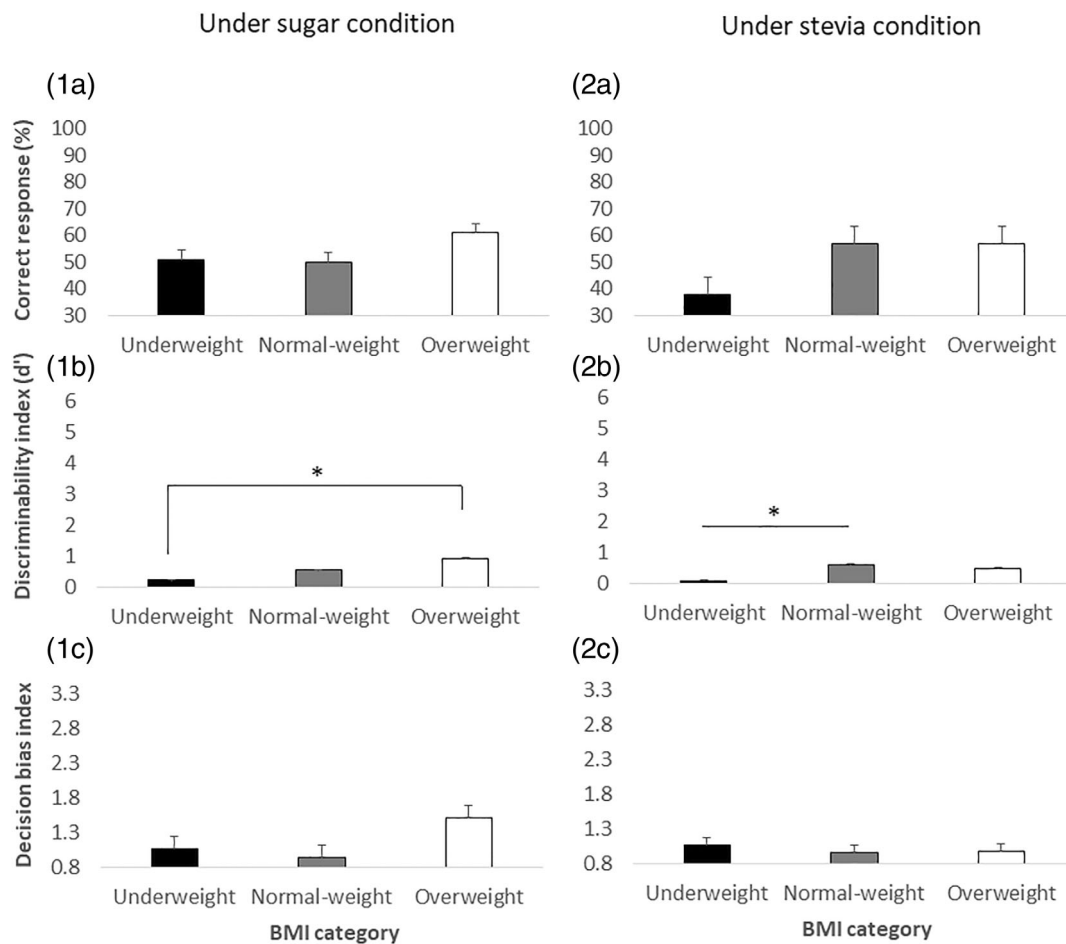 Under sugar condition
Under stevia condition
(1a)
Correct response (%)
100
90
80
70
60
50
40
30
Underweight Normal-weight Overweight
(2a)
100
90
80
70
60
50
40
30
Underweight Normal-weight Overweight
(1b)
Discriminability index (d')
6
5
4
3
2
1
0
*
Underweight Normal-weight Overweight
(2b)
6
5
4
3
2
1
0
*
Underweight Normal-weight Overweight
(1c)
Decision bias index
3.3
2.8
2.3
1.8
1.3
0.8
Underweight Normal-weight Overweight
BMI category
(2c)
3.3
2.8
2.3
1.8
1.3
0.8
Underweight Normal-weight Overweight
BMI category